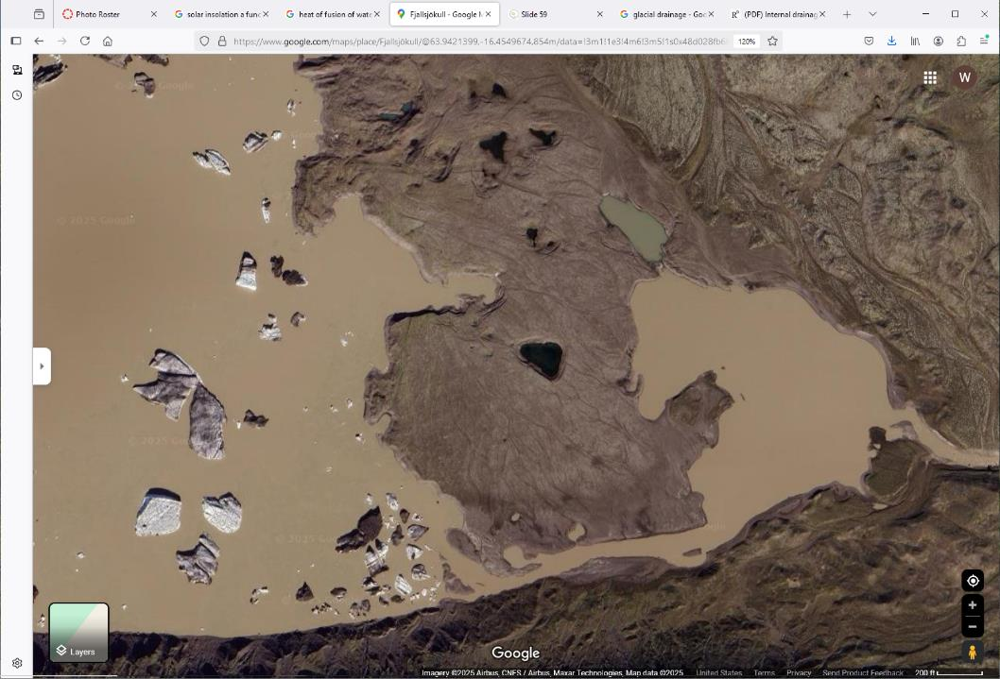 Photo Roster
solar insolation a func
heat of fusion of wate
Fjallsjökull - Google M
Slide 59
glacial drainage - Goo
(PDF) Internal drainag
https://www.google.com/maps/place/Fjallsjökull/@63.9421399,-16.4549674,854m/data=!3m1!1e3!4m6!3m5!1s0x48d028fb6
120%
W
© 2025 Google
© 2025 Google
© 2025 Goo
© 2025 Goo
Layers
Google
Imagery ©2025 Airbus, CNES / Airbus, Maxar Technologies, Map data ©2025
United States
Terms
Privacy
Send Product Feedback
200 ft